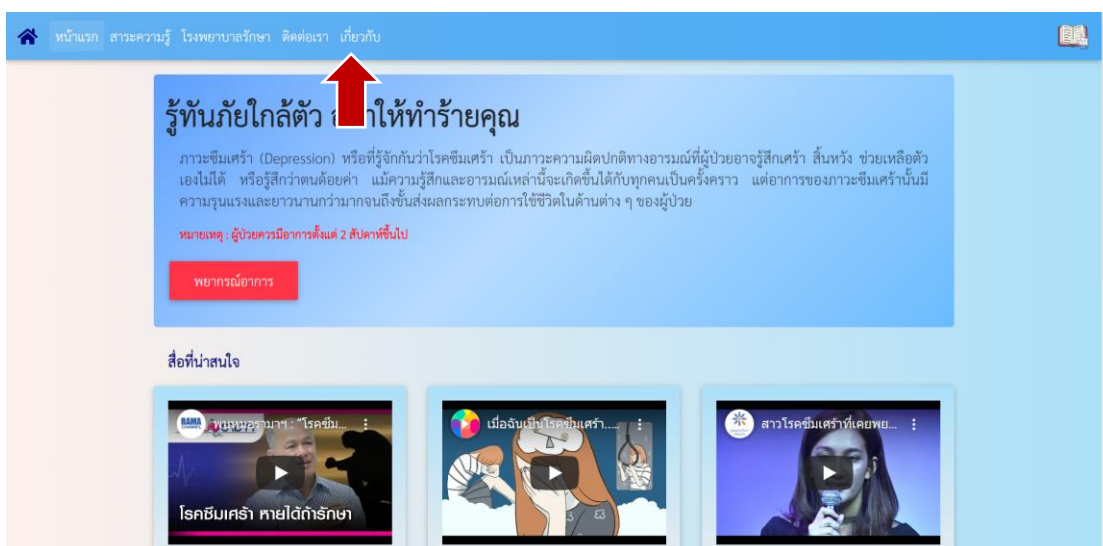 หน้าแรก สาระความรู้ โรงพยาบาลรักษา ติดต่อเรา เกี่ยวกับ
รู้ทันภัยใกล้ตัว ให้ทำร้ายคุณ
ภาวะซึมเศร้า (Depression) หรือที่รู้จักกันว่าโรคซึมเศร้า เป็นภาวะความผิดปกติทางอารมณ์ที่ผู้ป่วยอาจรู้สึกเศร้า สิ้นหวัง ช่วยเหลือตัว
เองไม่ได้ หรือรู้สึกว่าตนด้อยค่า แม้ความรู้สึกและอารมณ์เหล่านี้จะเกิดขึ้นได้กับทุกคนเป็นครั้งคราว แต่อาการของภาวะซึมเศร้านั้นมี
ความรุนแรงและยาวนานกว่ามากจนถึงขั้นส่งผลกระทบต่อการใช้ชีวิตในด้านต่าง ๆ ของผู้ป่วย
หมายเหตุ : ผู้ป่วยควรมีอาการตั้งแต่ 2 สัปดาห์ขึ้นไป
พยากรณ์อาการ
สื่อที่น่าสนใจ
RAMA พบหมอรามาฯ : "โรคซึม...
โรคซึมเศร้า หายได้ถ้ารักษา
เมื่อฉันเป็นโรคซึมเศร้า....
สาวโรคซึมเศร้าที่เคยพย...